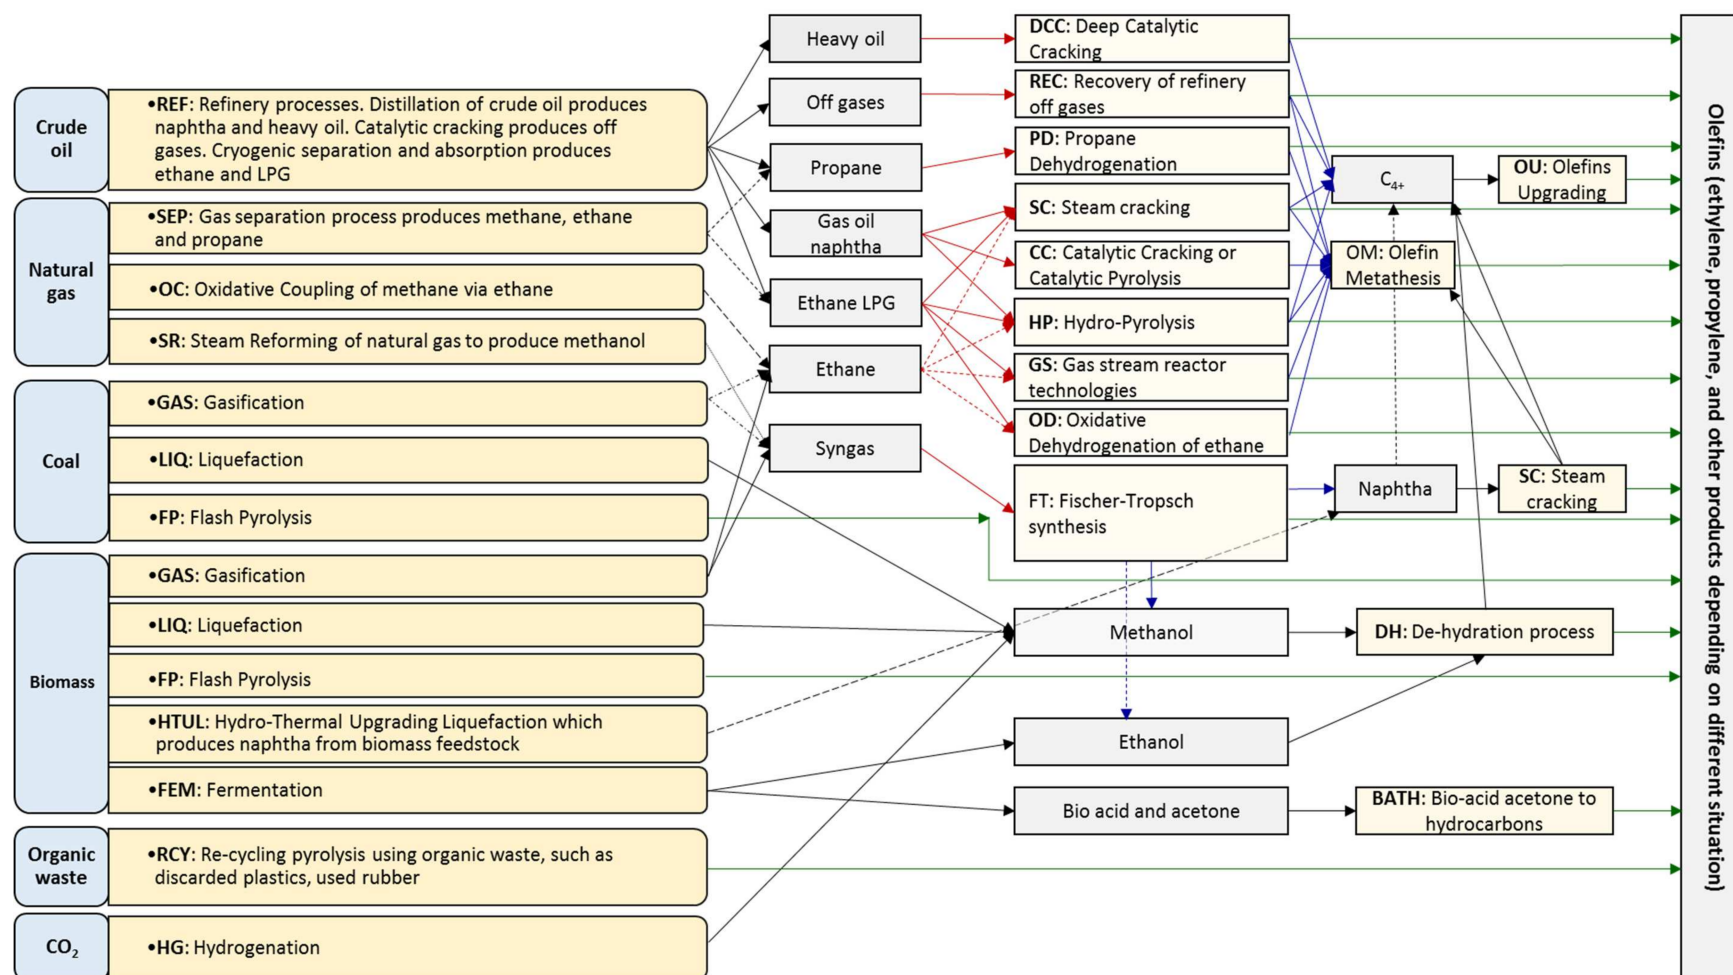 Crude
oil
•REF: Refinery processes. Distillation of crude oil produces
naphtha and heavy oil. Catalytic cracking produces off
gases. Cryogenic separation and absorption produces
ethane and LPG
Natural
gas
•SEP: Gas separation process produces methane, ethane
and propane
•OC: Oxidative Coupling of methane via ethane
•SR: Steam Reforming of natural gas to produce methanol
Coal
•GAS: Gasification
•LIQ: Liquefaction
•FP: Flash Pyrolysis
Biomass
•GAS: Gasification
•LIQ: Liquefaction
•FP: Flash Pyrolysis
•HTUL: Hydro-Thermal Upgrading Liquefaction which
produces naphtha from biomass feedstock
•FEM: Fermentation
Organic
waste
•RCY: Re-cycling pyrolysis using organic waste, such as
discarded plastics, used rubber
CO₂
•HG: Hydrogenation
Heavy oil
Off gases
Propane
Gas oil
naphtha
Ethane LPG
Ethane
Syngas
DCC: Deep Catalytic
Cracking
REC: Recovery of refinery
off gases
PD: Propane
Dehydrogenation
SC: Steam cracking
CC: Catalytic Cracking or
Catalytic Pyrolysis
HP: Hydro-Pyrolysis
GS: Gas stream reactor
technologies
OD: Oxidative
Dehydrogenation of ethane
FT: Fischer-Tropsch
synthesis
Methanol
Ethanol
Bio acid and acetone
C₄₊
OU: Olefins
Upgrading
OM: Olefin
Metathesis
Naphtha
SC: Steam
cracking
DH: De-hydration process
BATH: Bio-acid acetone to
hydrocarbons
Olefins (ethylene, propylene, and other products depending on different situation)